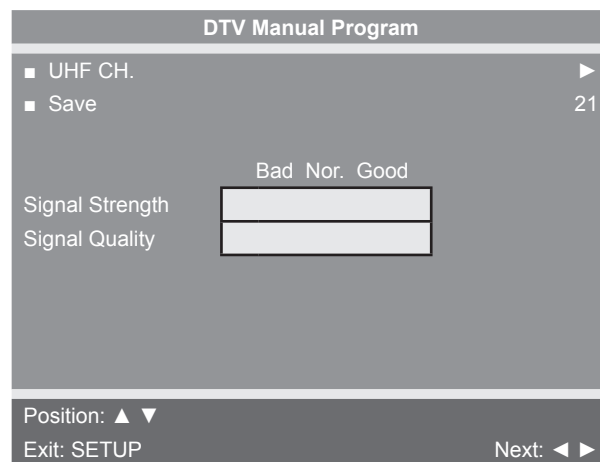 DTV Manual Program
■ UHF CH. ►
■ Save 21
Bad Nor. Good
Signal Strength
Signal Quality
Position: ▲ ▼
Exit: SETUP Next: ◄ ►